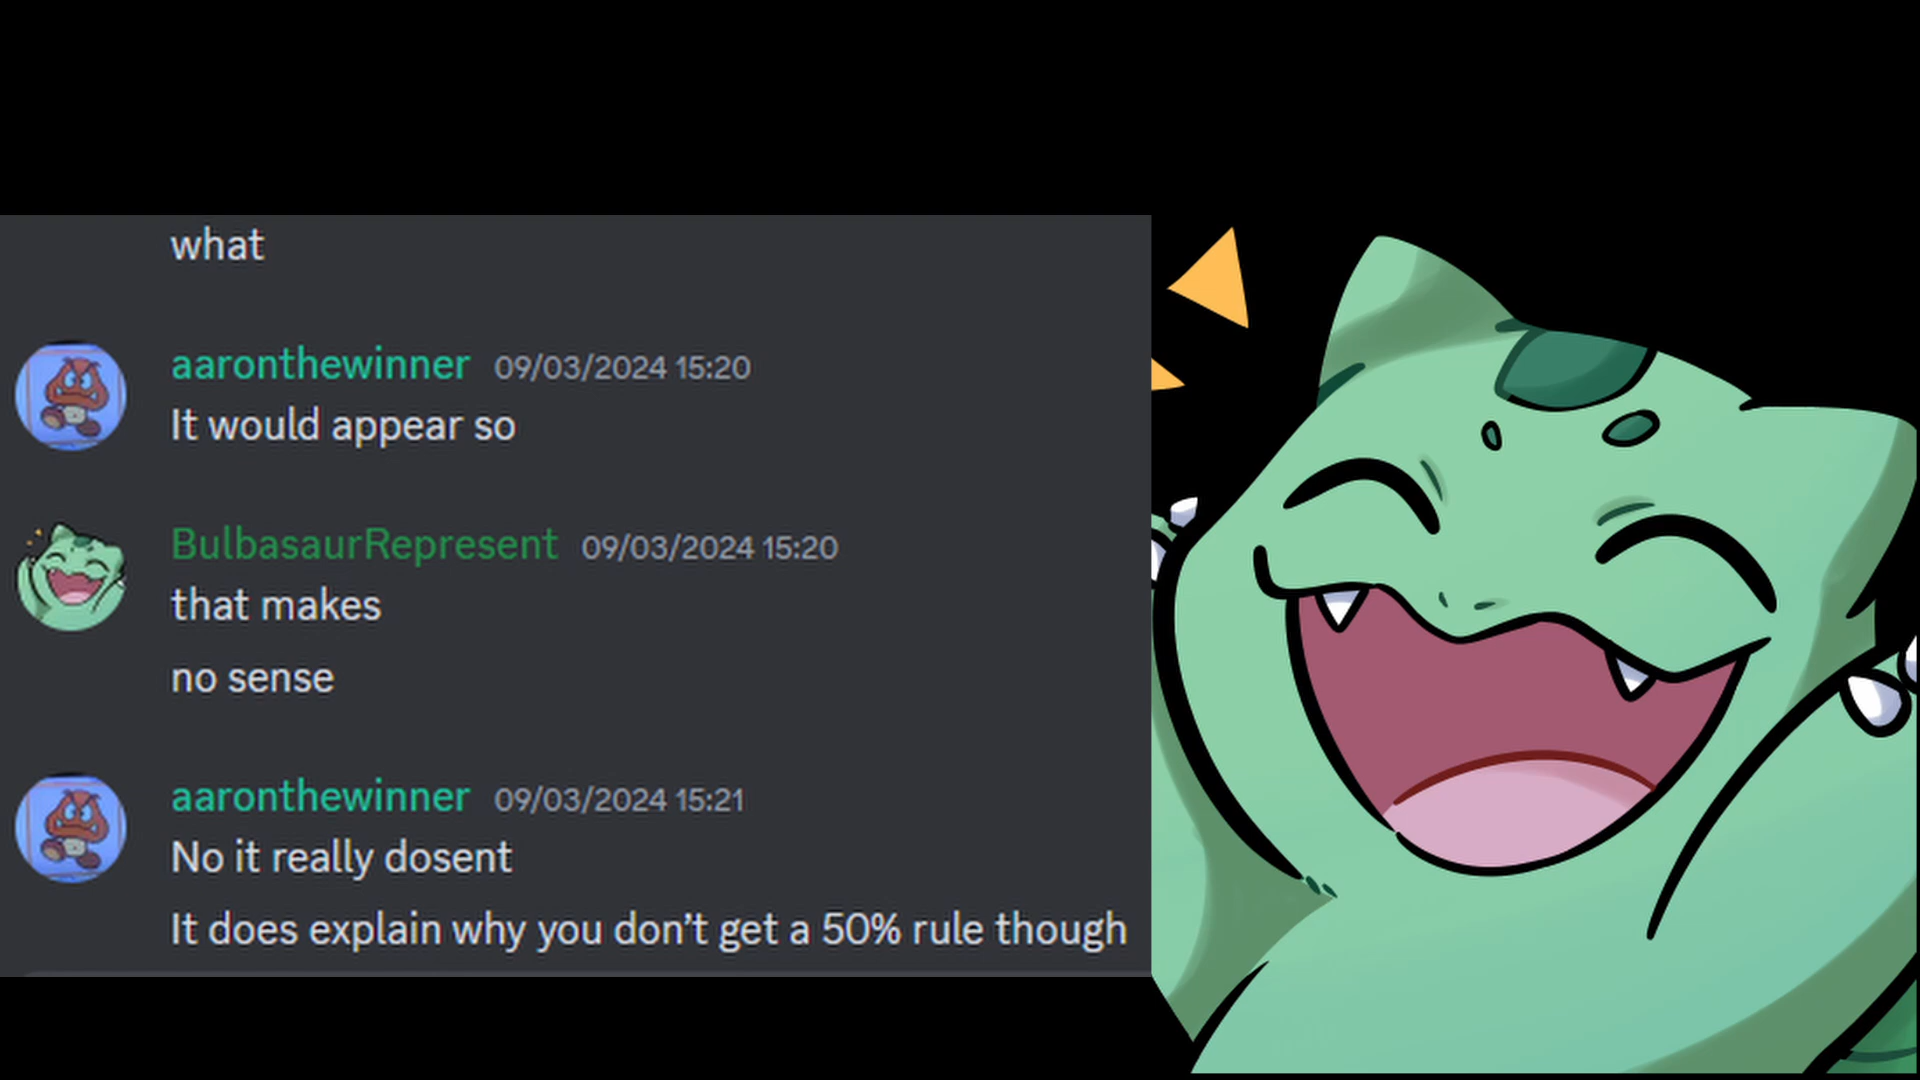 what
aaronthewinner 09/03/2024 15:20
It would appear so
BulbasaurRepresent 09/03/2024 15:20
that makes
no sense
aaronthewinner 09/03/2024 15:21
No it really dosent
It does explain why you don’t get a 50% rule though